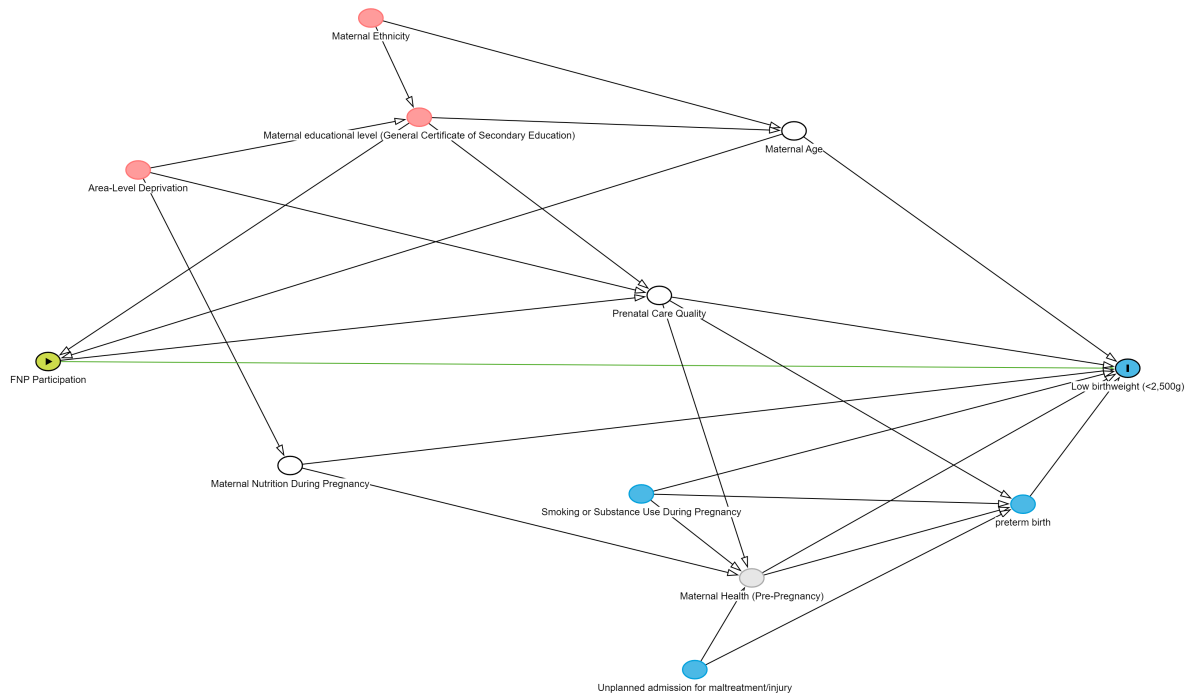 Maternal Ethnicity
Maternal educational level (General Certificate of Secondary Education)
Maternal Age
Area-Level Deprivation
Prenatal Care Quality
FNP Participation
Low birthweight (<2,500g)
Maternal Nutrition During Pregnancy
Smoking or Substance Use During Pregnancy
preterm birth
Maternal Health (Pre-Pregnancy)
Unplanned admission for maltreatment/injury